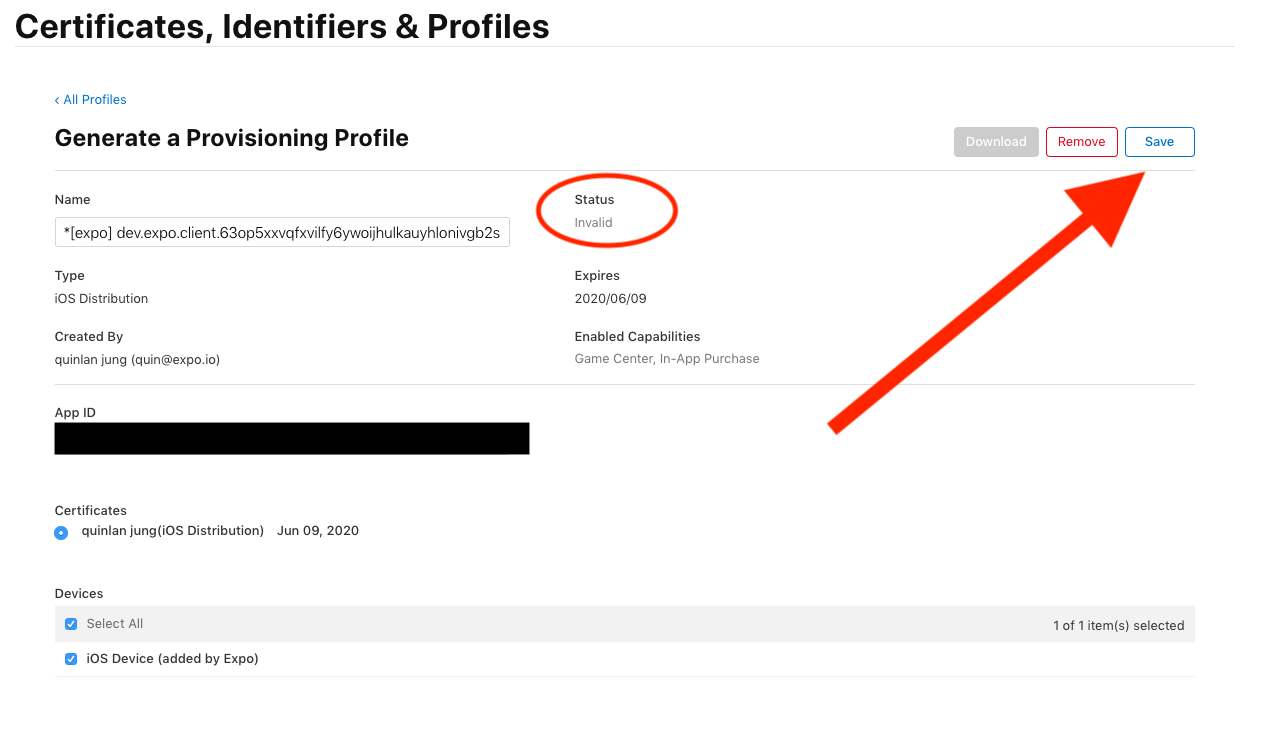 Certificates, Identifiers & Profiles
‹ All Profiles
Generate a Provisioning Profile
Download Remove Save
Name Status
*[expo] dev.expo.client.63op5xxvqfxvilfy6ywoijhulkauyhlonivgb2s Invalid
Type Expires
iOS Distribution 2020/06/09
Created By Enabled Capabilities
quinlan jung (quin@expo.io) Game Center, In-App Purchase
App ID
Certificates
quinlan jung(iOS Distribution) Jun 09, 2020
Devices
Select All 1 of 1 item(s) selected
iOS Device (added by Expo)